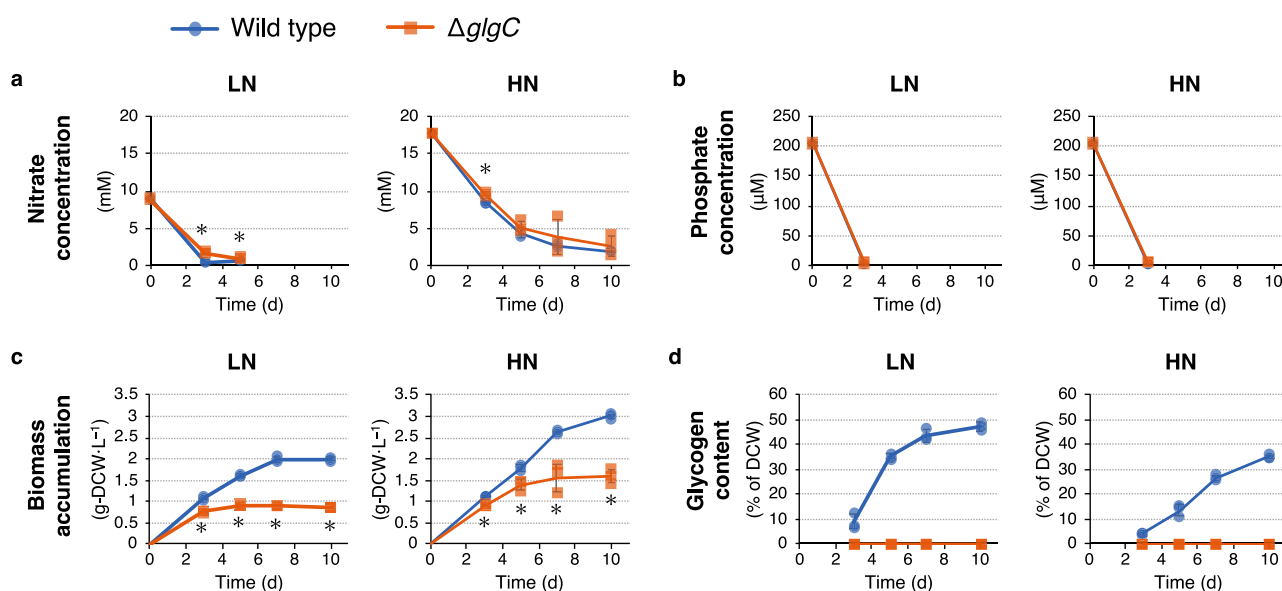 Wild type
ΔglgC
a
LN
HN
Nitrate
concentration
(mM)
20
15
10
5
0
0 2 4 6 8 10
Time (d)
*
*
(mM)
20
15
10
5
0
0 2 4 6 8 10
Time (d)
*
b
LN
HN
Phosphate
concentration
(μM)
250
200
150
100
50
0
0 2 4 6 8 10
Time (d)
(μM)
250
200
150
100
50
0
0 2 4 6 8 10
Time (d)
c
LN
HN
Biomass
accumulation
(g-DCW·L⁻¹)
3.5
3
2.5
2
1.5
1
0.5
0
0 2 4 6 8 10
Time (d)
* * * *
(g-DCW·L⁻¹)
3.5
3
2.5
2
1.5
1
0.5
0
0 2 4 6 8 10
Time (d)
* * * *
d
LN
HN
Glycogen
content
(% of DCW)
60
50
40
30
20
10
0
0 2 4 6 8 10
Time (d)
(% of DCW)
60
50
40
30
20
10
0
0 2 4 6 8 10
Time (d)